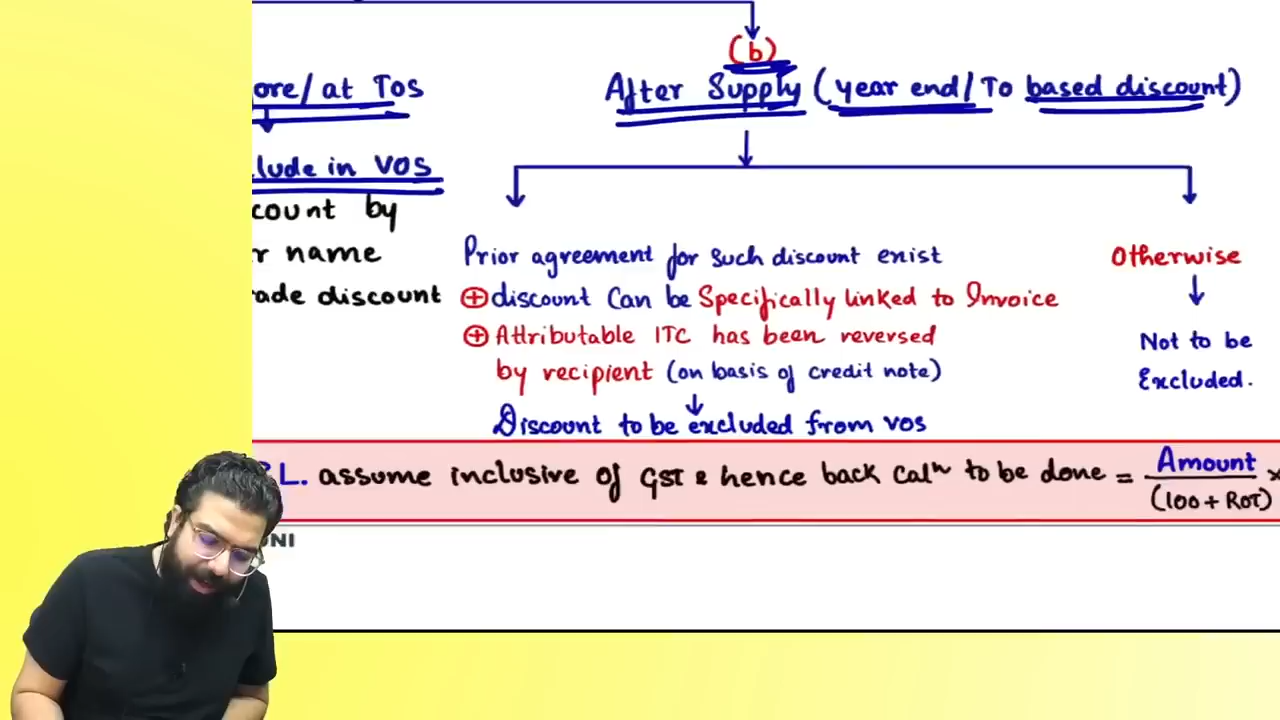 (b)
ore/at TOS
After Supply (year end/To based discount)
lude in VOS
count by
r name
ade discount
Prior agreement for such discount exist
⊕ discount Can be Specifically linked to Invoice
⊕ Attributable ITC has been reversed
by recipient (on basis of credit note)
Discount to be excluded from VOS
Otherwise
Not to be
Excluded.
L. assume inclusive of GST & hence back Calⁿ to be done = Amount
(100 + ROT) ×
ONI